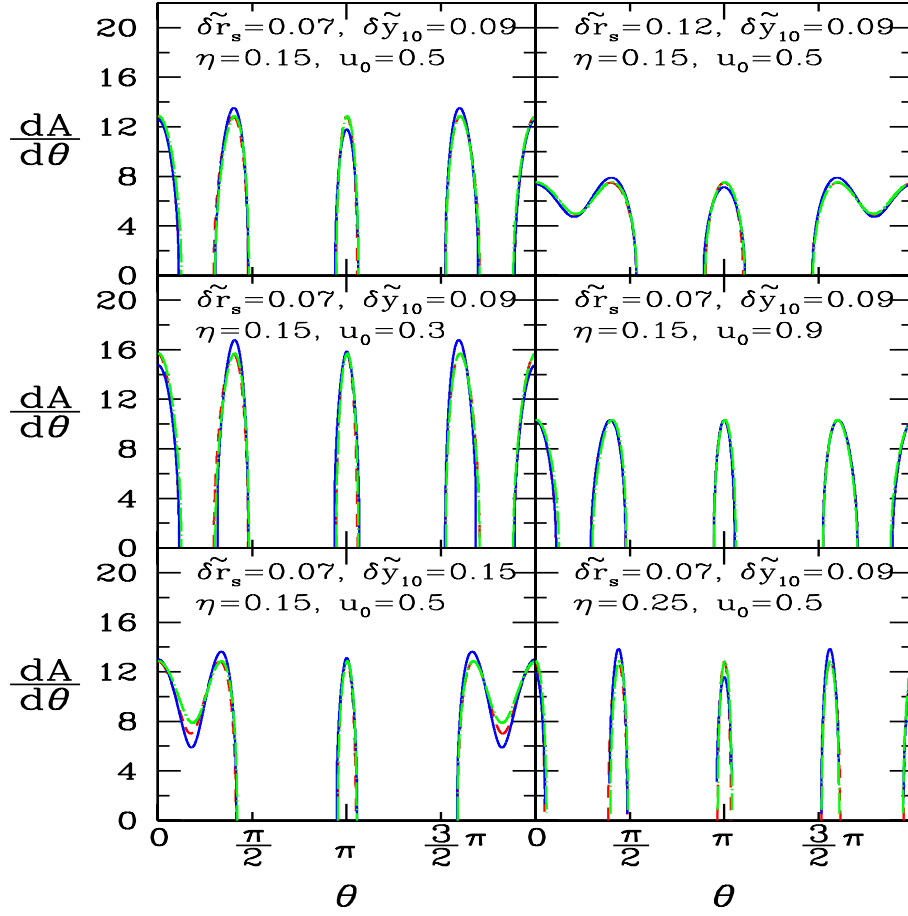 δr̃ₛ=0.07, δỹ₁₀=0.09
η=0.15, u₀=0.5
δr̃ₛ=0.12, δỹ₁₀=0.09
η=0.15, u₀=0.5
20
16
12
8
4
0
dA/dθ
δr̃ₛ=0.07, δỹ₁₀=0.09
η=0.15, u₀=0.3
δr̃ₛ=0.07, δỹ₁₀=0.09
η=0.15, u₀=0.9
20
16
12
8
4
0
dA/dθ
δr̃ₛ=0.07, δỹ₁₀=0.15
η=0.15, u₀=0.5
δr̃ₛ=0.07, δỹ₁₀=0.09
η=0.25, u₀=0.5
20
16
12
8
4
0
dA/dθ
0 π/2 π 3/2 π 0 π/2 π 3/2 π
θ θ